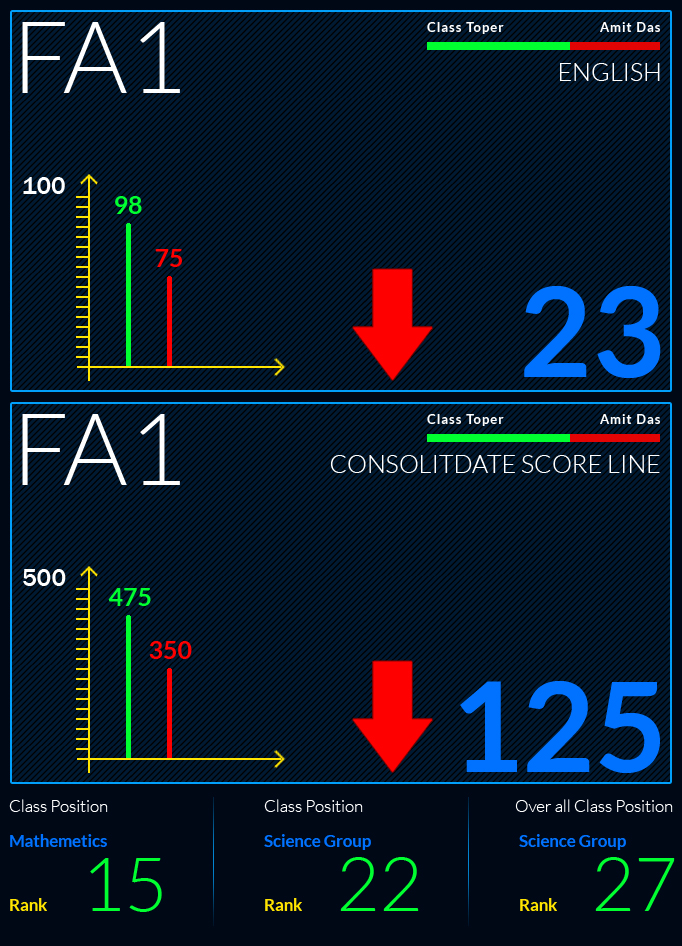 FA1
Class Toper Amit Das
ENGLISH
100
98
75
23
FA1
Class Toper Amit Das
CONSOLITDATE SCORE LINE
500
475
350
125
Class Position
Mathemetics
Rank 15
Class Position
Science Group
Rank 22
Over all Class Position
Science Group
Rank 27